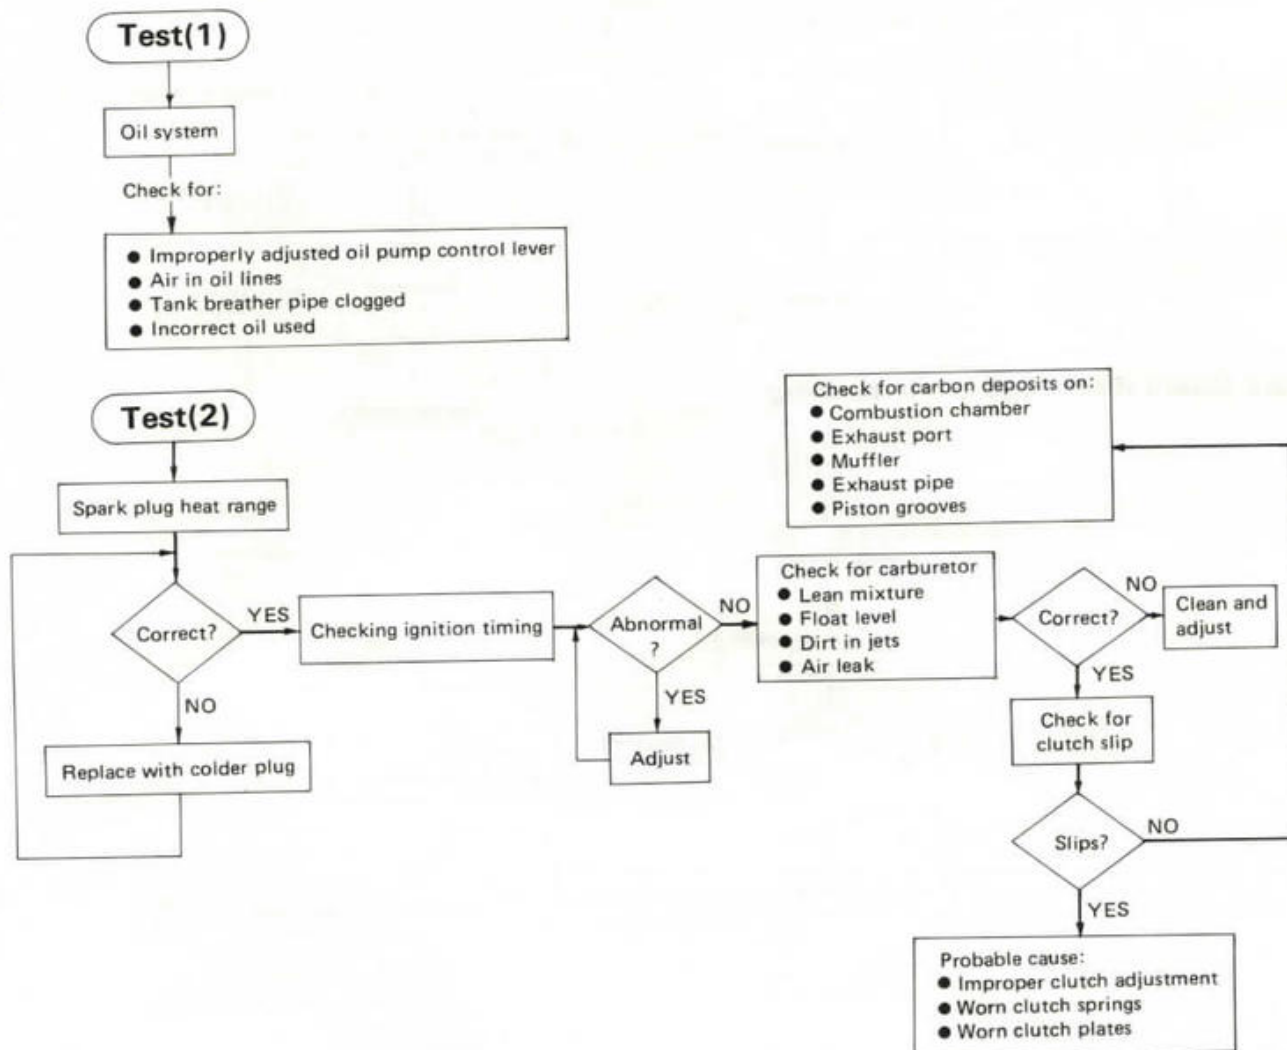 Test(1)
Oil system
Check for:
● Improperly adjusted oil pump control lever
● Air in oil lines
● Tank breather pipe clogged
● Incorrect oil used
Test(2)
Spark plug heat range
Correct?
YES
NO
Replace with colder plug
Checking ignition timing
Abnormal
?
NO
YES
Adjust
Check for carburetor
● Lean mixture
● Float level
● Dirt in jets
● Air leak
Correct?
NO
Clean and
adjust
YES
Check for
clutch slip
Slips?
NO
Check for carbon deposits on:
● Combustion chamber
● Exhaust port
● Muffler
● Exhaust pipe
● Piston grooves
YES
Probable cause:
● Improper clutch adjustment
● Worn clutch springs
● Worn clutch plates